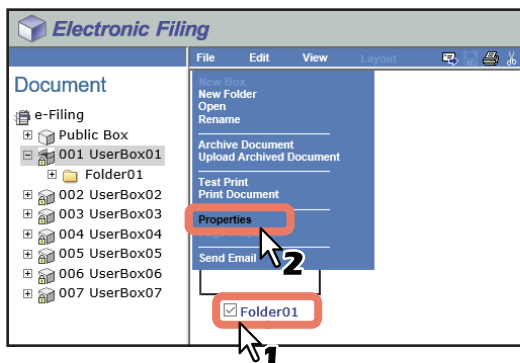 Electronic Filing
File Edit View Layout
Document
e-Filing
Public Box
001 UserBox01
Folder01
002 UserBox02
003 UserBox03
004 UserBox04
005 UserBox05
006 UserBox06
007 UserBox07
New Box
New Folder
Open
Rename
Archive Document
Upload Archived Document
Test Print
Print Document
Properties
Send Email
2
Folder01
1